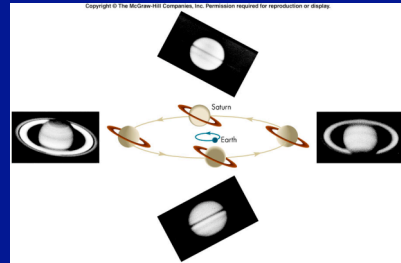 Copyright © The McGraw-Hill Companies, Inc. Permission required for reproduction or display.
Saturn
Earth